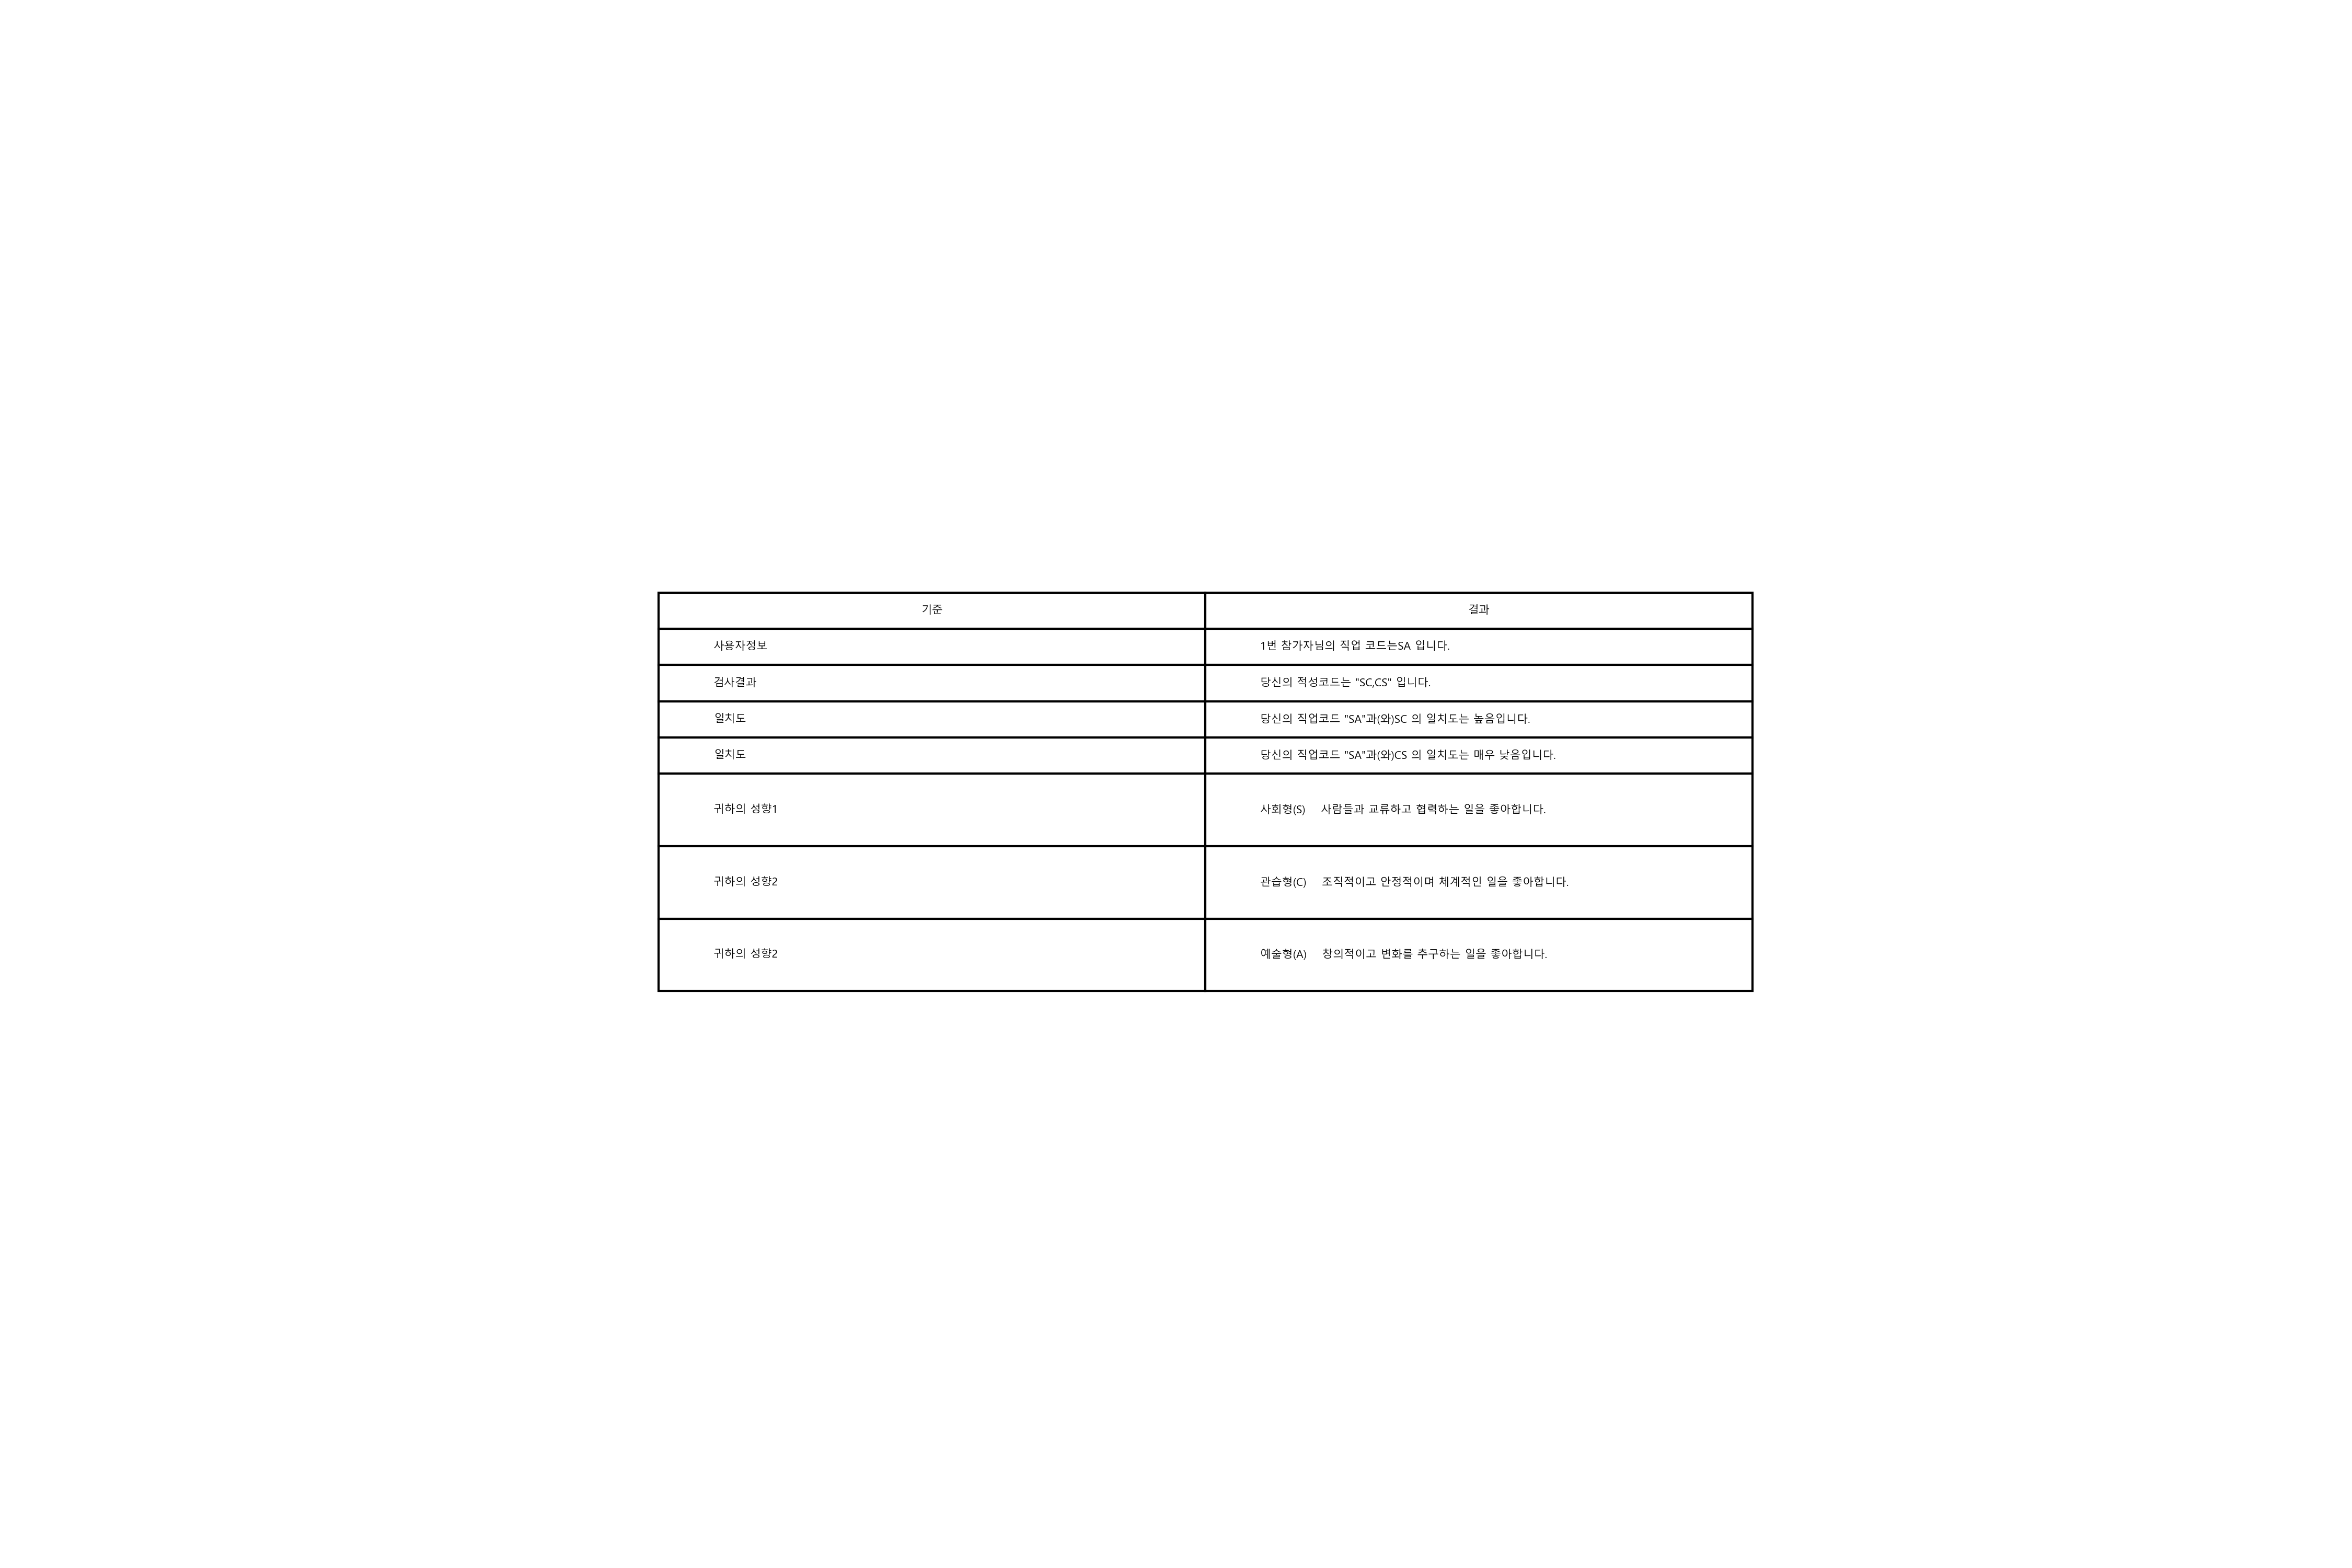 기준 결과
사용자정보 1번 참가자님의 직업 코드는SA 입니다.
검사결과 당신의 적성코드는 "SC,CS" 입니다.
일치도 당신의 직업코드 "SA"과(와)SC 의 일치도는 높음입니다.
일치도 당신의 직업코드 "SA"과(와)CS 의 일치도는 매우 낮음입니다.
귀하의 성향1 사회형(S) 사람들과 교류하고 협력하는 일을 좋아합니다.
귀하의 성향2 관습형(C) 조직적이고 안정적이며 체계적인 일을 좋아합니다.
귀하의 성향2 예술형(A) 창의적이고 변화를 추구하는 일을 좋아합니다.